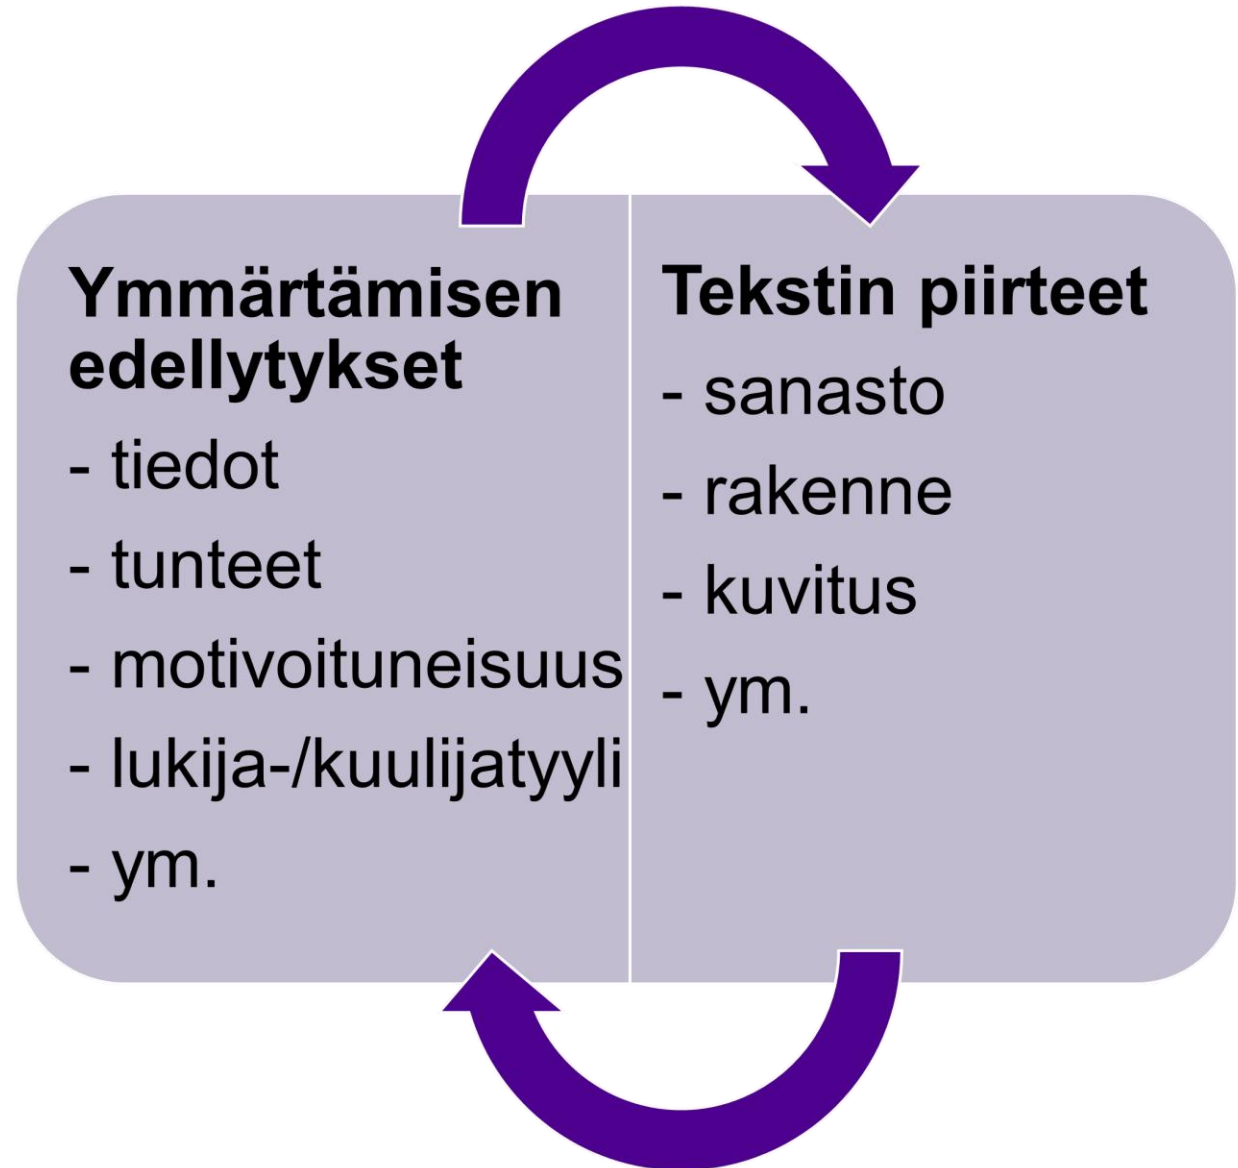 Ymmärtämisen
edellytykset
- tiedot
- tunteet
- motivoituneisuus
- lukija-/kuulijatyyli
- ym.
Tekstin piirteet
- sanasto
- rakenne
- kuvitus
- ym.